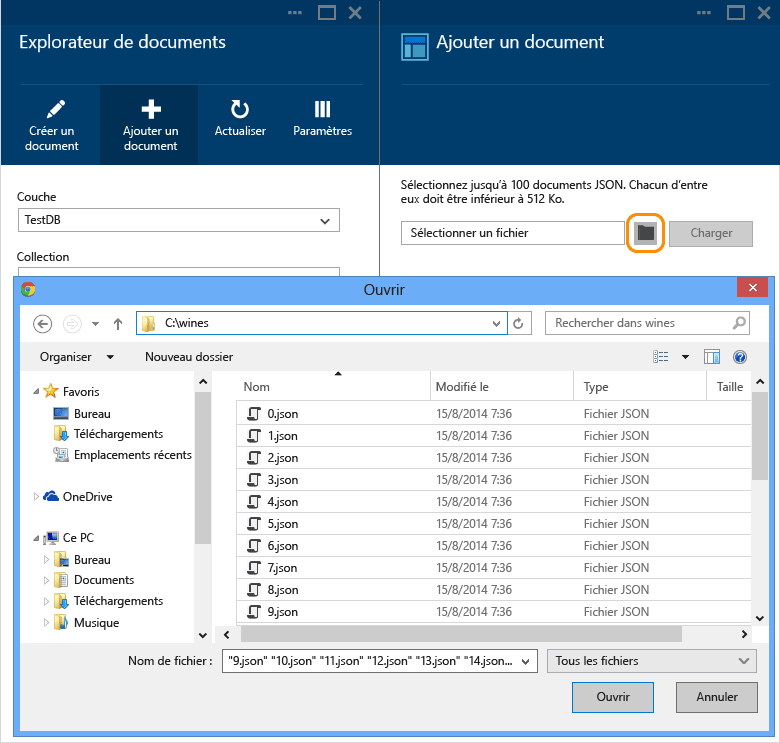 Explorateur de documents
Ajouter un document
Créer un document
Ajouter un document
Actualiser
Paramètres
Couche
TestDB
Collection
Sélectionnez jusqu'à 100 documents JSON. Chacun d'entre
eux doit être inférieur à 512 Ko.
Sélectionner un fichier
Charger
Ouvrir
C:\wines
Rechercher dans wines
Organiser
Nouveau dossier
Favoris
Bureau
Téléchargements
Emplacements récents
OneDrive
Ce PC
Bureau
Documents
Téléchargements
Musique
Nom Modifié le Type Taille
0.json 15/8/2014 7:36 Fichier JSON
1.json 15/8/2014 7:36 Fichier JSON
2.json 15/8/2014 7:36 Fichier JSON
3.json 15/8/2014 7:36 Fichier JSON
4.json 15/8/2014 7:36 Fichier JSON
5.json 15/8/2014 7:36 Fichier JSON
6.json 15/8/2014 7:36 Fichier JSON
7.json 15/8/2014 7:36 Fichier JSON
8.json 15/8/2014 7:36 Fichier JSON
9.json 15/8/2014 7:36 Fichier JSON
Nom de fichier : "9.json" "10.json" "11.json" "12.json" "13.json" "14.json...
Tous les fichiers
Ouvrir
Annuler